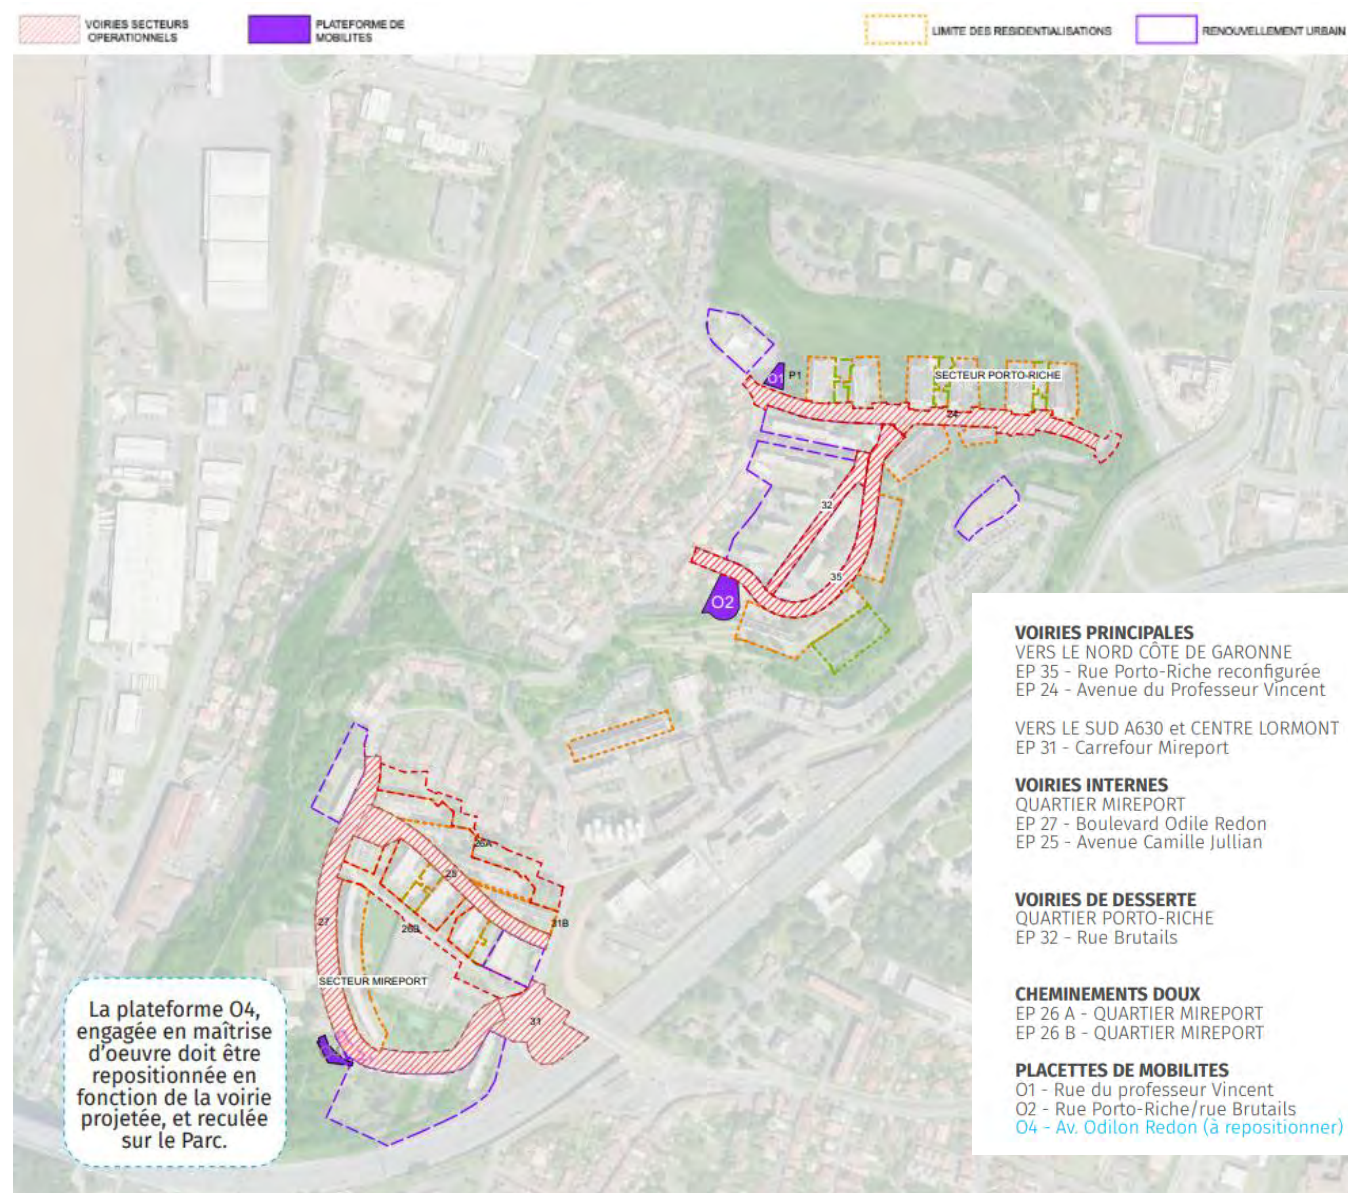 VOIRIES SECTEURS
OPERATIONNELS
PLATEFORME DE
MOBILITES
LIMITE DES RESIDENTIALISATIONS
RENOUVELLEMENT URBAIN
O1
P1
SECTEUR PORTO-RICHE
24
32
35
O2
26A
25
27
26B
31B
SECTEUR MIREPORT
31
La plateforme O4,
engagée en maîtrise
d'oeuvre doit être
repositionnée en
fonction de la voirie
projetée, et reculée
sur le Parc.
VOIRIES PRINCIPALES
VERS LE NORD CÔTE DE GARONNE
EP 35 - Rue Porto-Riche reconfigurée
EP 24 - Avenue du Professeur Vincent
VERS LE SUD A630 et CENTRE LORMONT
EP 31 - Carrefour Mireport
VOIRIES INTERNES
QUARTIER MIREPORT
EP 27 - Boulevard Odile Redon
EP 25 - Avenue Camille Jullian
VOIRIES DE DESSERTE
QUARTIER PORTO-RICHE
EP 32 - Rue Brutails
CHEMINEMENTS DOUX
EP 26 A - QUARTIER MIREPORT
EP 26 B - QUARTIER MIREPORT
PLACETTES DE MOBILITES
O1 - Rue du professeur Vincent
O2 - Rue Porto-Riche/rue Brutails
O4 - Av. Odilon Redon (à repositionner)